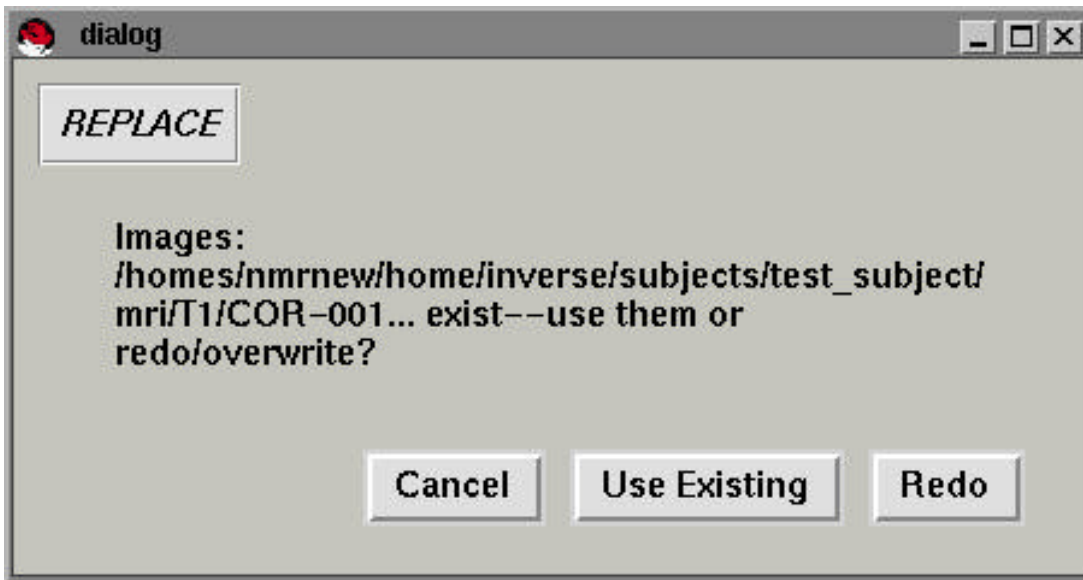 dialog
REPLACE
Images:
/homes/nmrnew/home/inverse/subjects/test_subject/
mri/T1/COR-001... exist--use them or
redo/overwrite?
Cancel Use Existing Redo